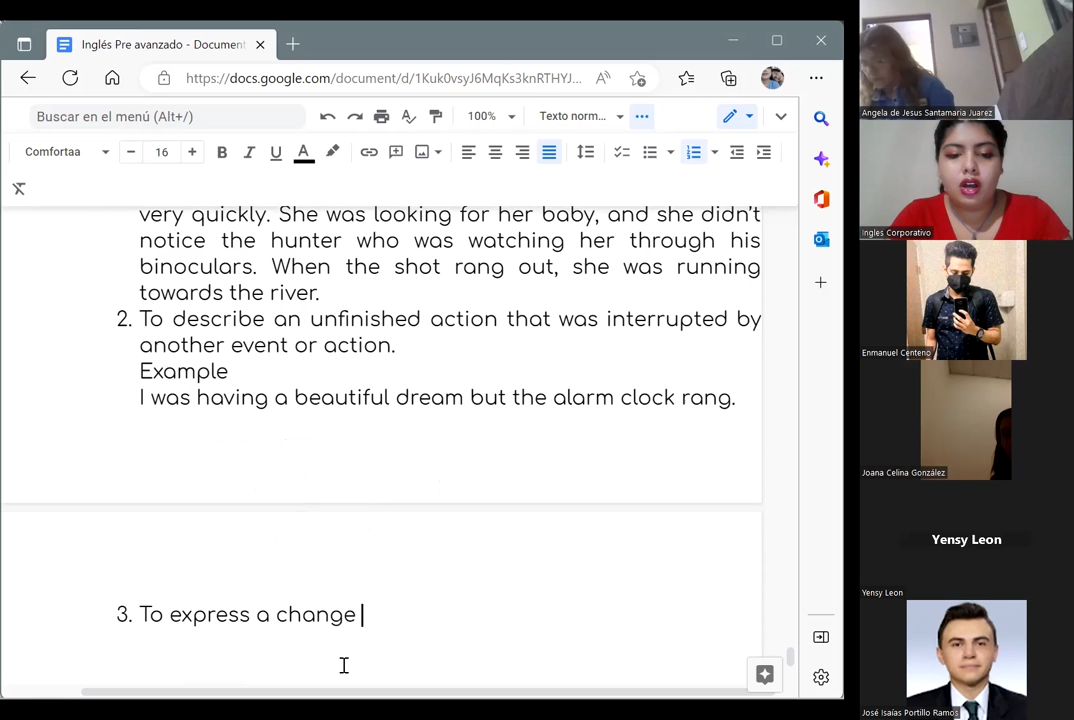 Inglés Pre avanzado - Document
https://docs.google.com/document/d/1Kuk0vsyJ6MqKs3knRTHYJ...
Buscar en el menú (Alt+/)
100%
Texto norm...
Comfortaa
16
very quickly. She was looking for her baby, and she didn't
notice the hunter who was watching her through his
binoculars. When the shot rang out, she was running
towards the river.
2. To describe an unfinished action that was interrupted by
another event or action.
Example
I was having a beautiful dream but the alarm clock rang.
3. To express a change
Angela de Jesus Santamaria Juarez
Ingles Corporativo
Enmanuel Centeno
Joana Celina González
Yensy Leon
Yensy Leon
José Isaías Portillo Ramos